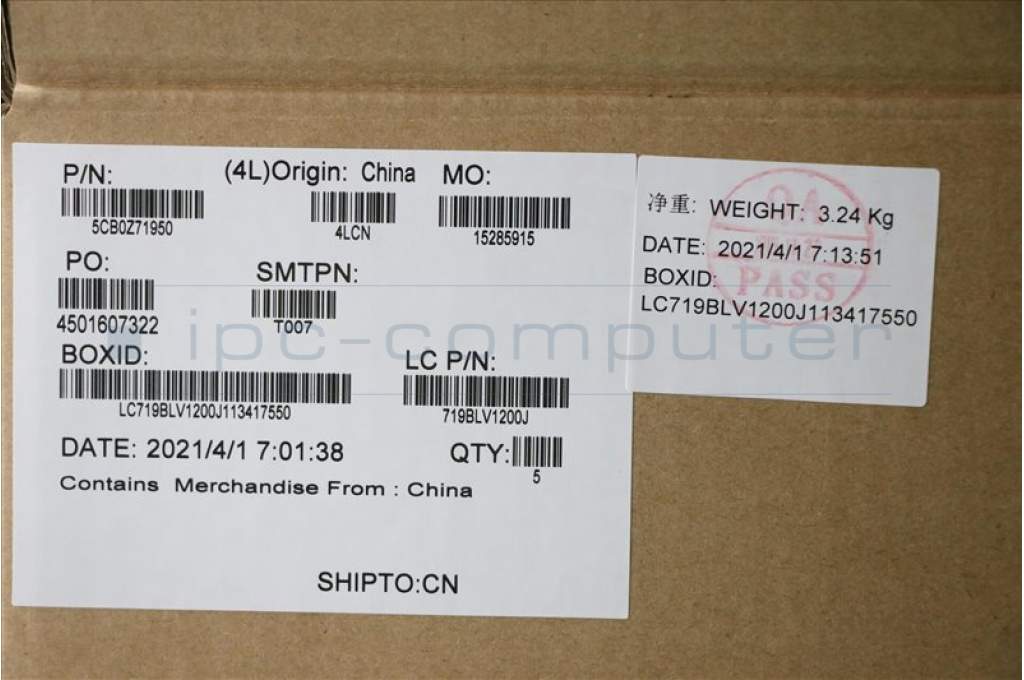 P/N:
5CB0Z71950
(4L)Origin: China
4LCN
MO:
15285915
PO:
4501607322
SMTPN:
T007
BOXID:
LC719BLV1200J113417550
LC P/N:
719BLV1200J
DATE: 2021/4/1 7:01:38
QTY:
5
Contains Merchandise From : China
SHIPTO:CN
净重: WEIGHT: 3.24 Kg
DATE: 2021/4/1 7:13:51
BOXID:
LC719BLV1200J113417550
QA
PASS
ipc-computer